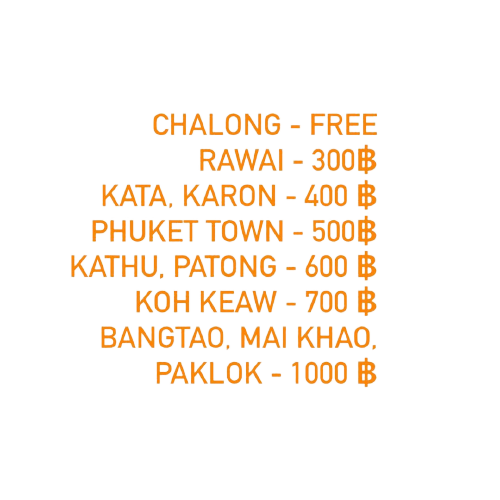 CHALONG - FREE
RAWAI - 300฿
KATA, KARON - 400 ฿
PHUKET TOWN - 500฿
KATHU, PATONG - 600 ฿
KOH KEAW - 700 ฿
BANGTAO, MAI KHAO,
PAKLOK - 1000 ฿